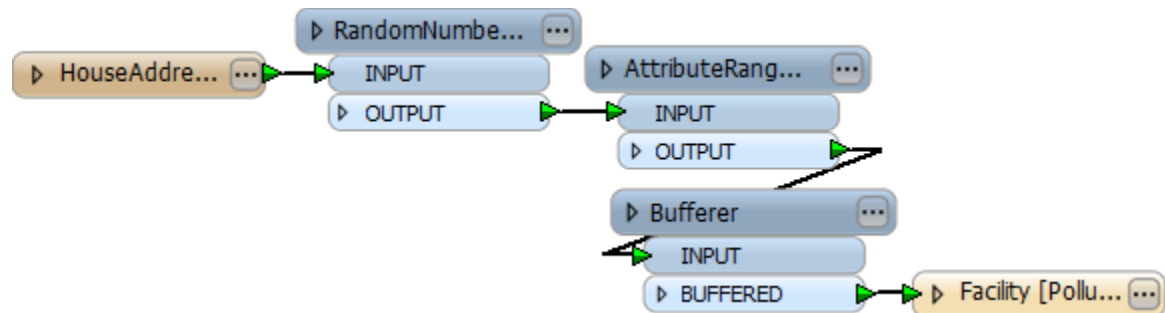 RandomNumbe...
HouseAddre...
INPUT
OUTPUT
AttributeRang...
INPUT
OUTPUT
Bufferer
INPUT
BUFFERED
Facility [Pollu...